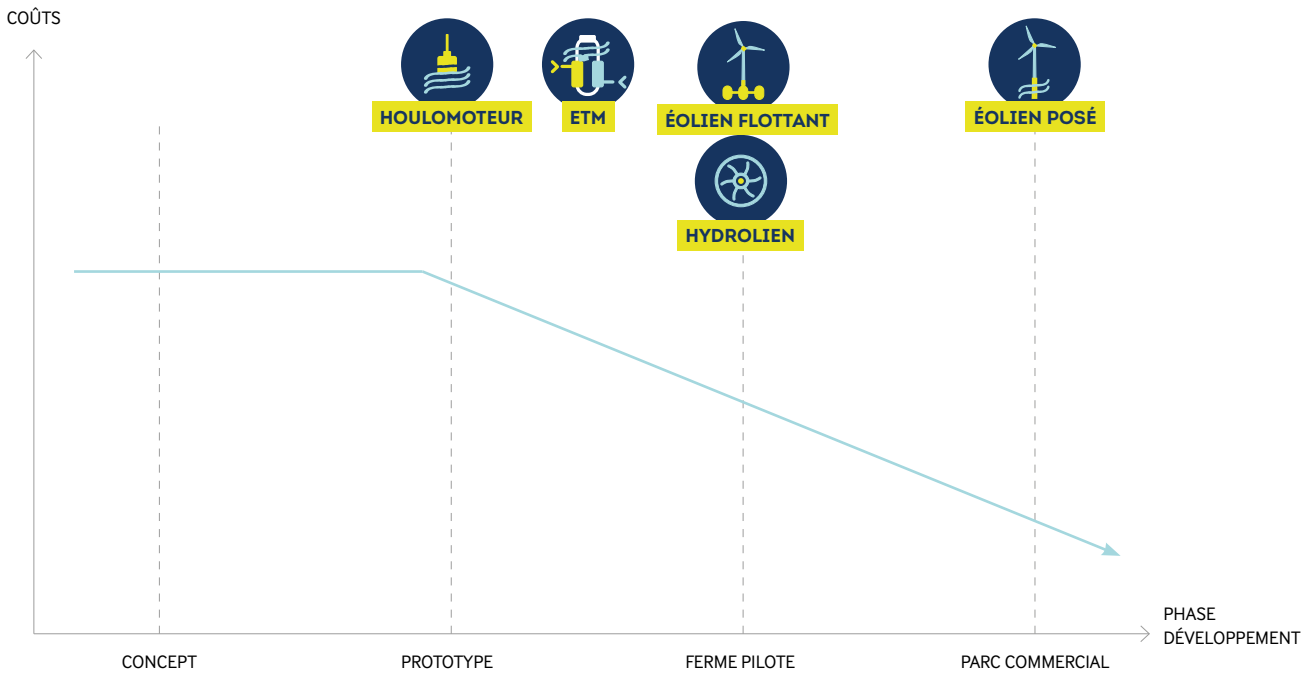 COÛTS
HOULOMOTEUR
ETM
ÉOLIEN FLOTTANT
ÉOLIEN POSÉ
HYDROLIEN
PHASE
DÉVELOPPEMENT
CONCEPT
PROTOTYPE
FERME PILOTE
PARC COMMERCIAL